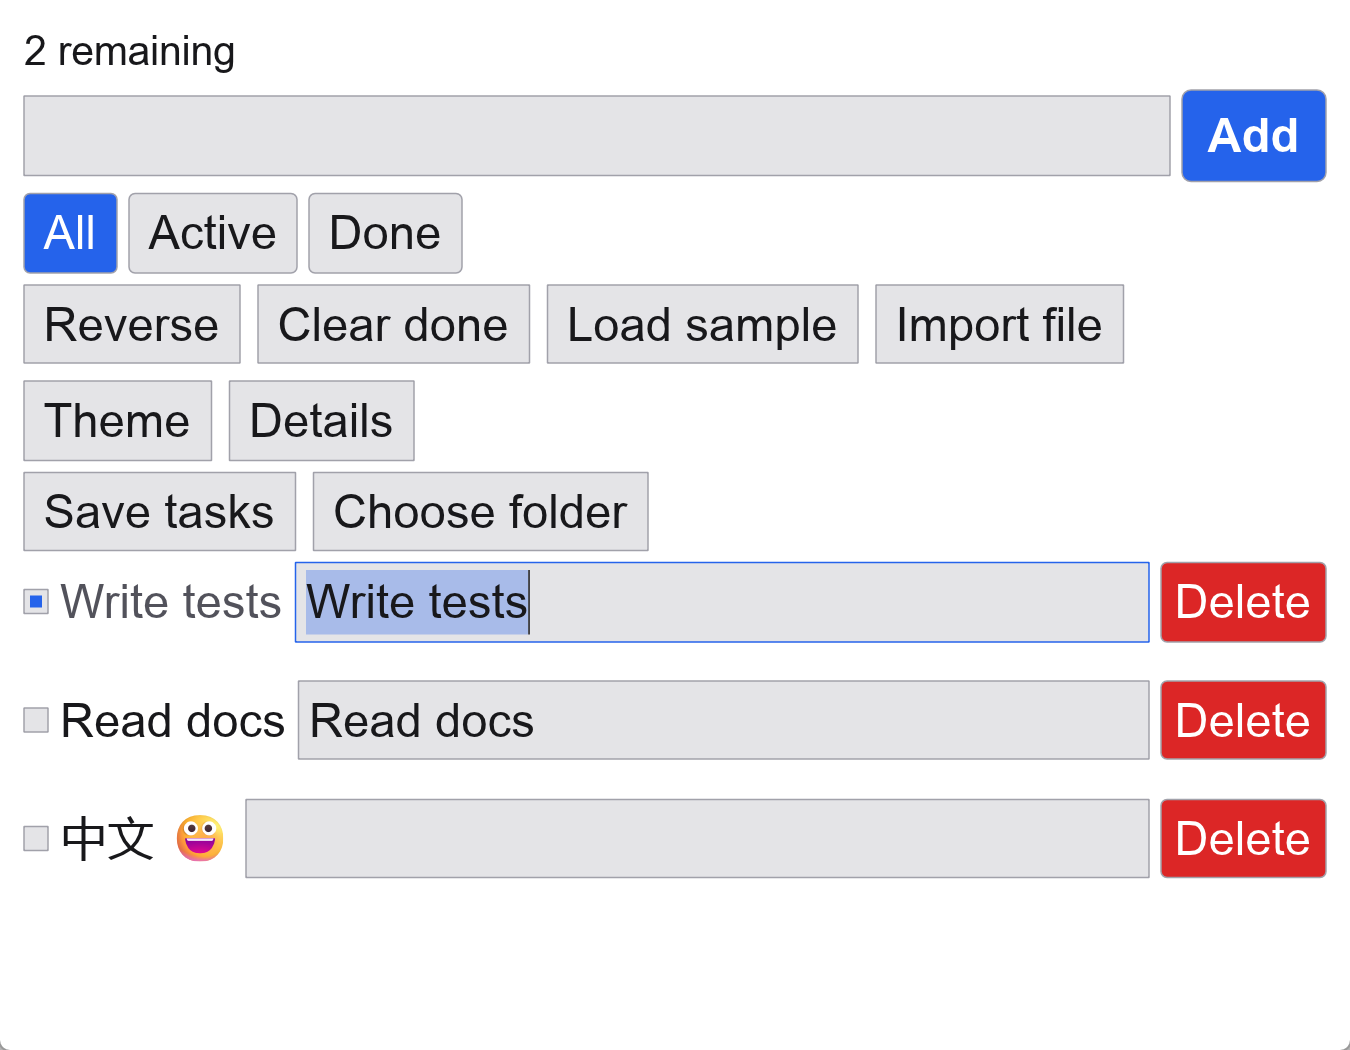 2 remaining
Add
All Active Done
Reverse Clear done Load sample Import file
Theme Details
Save tasks Choose folder
Write tests Write tests Delete
Read docs Read docs Delete
中文 😀 Delete